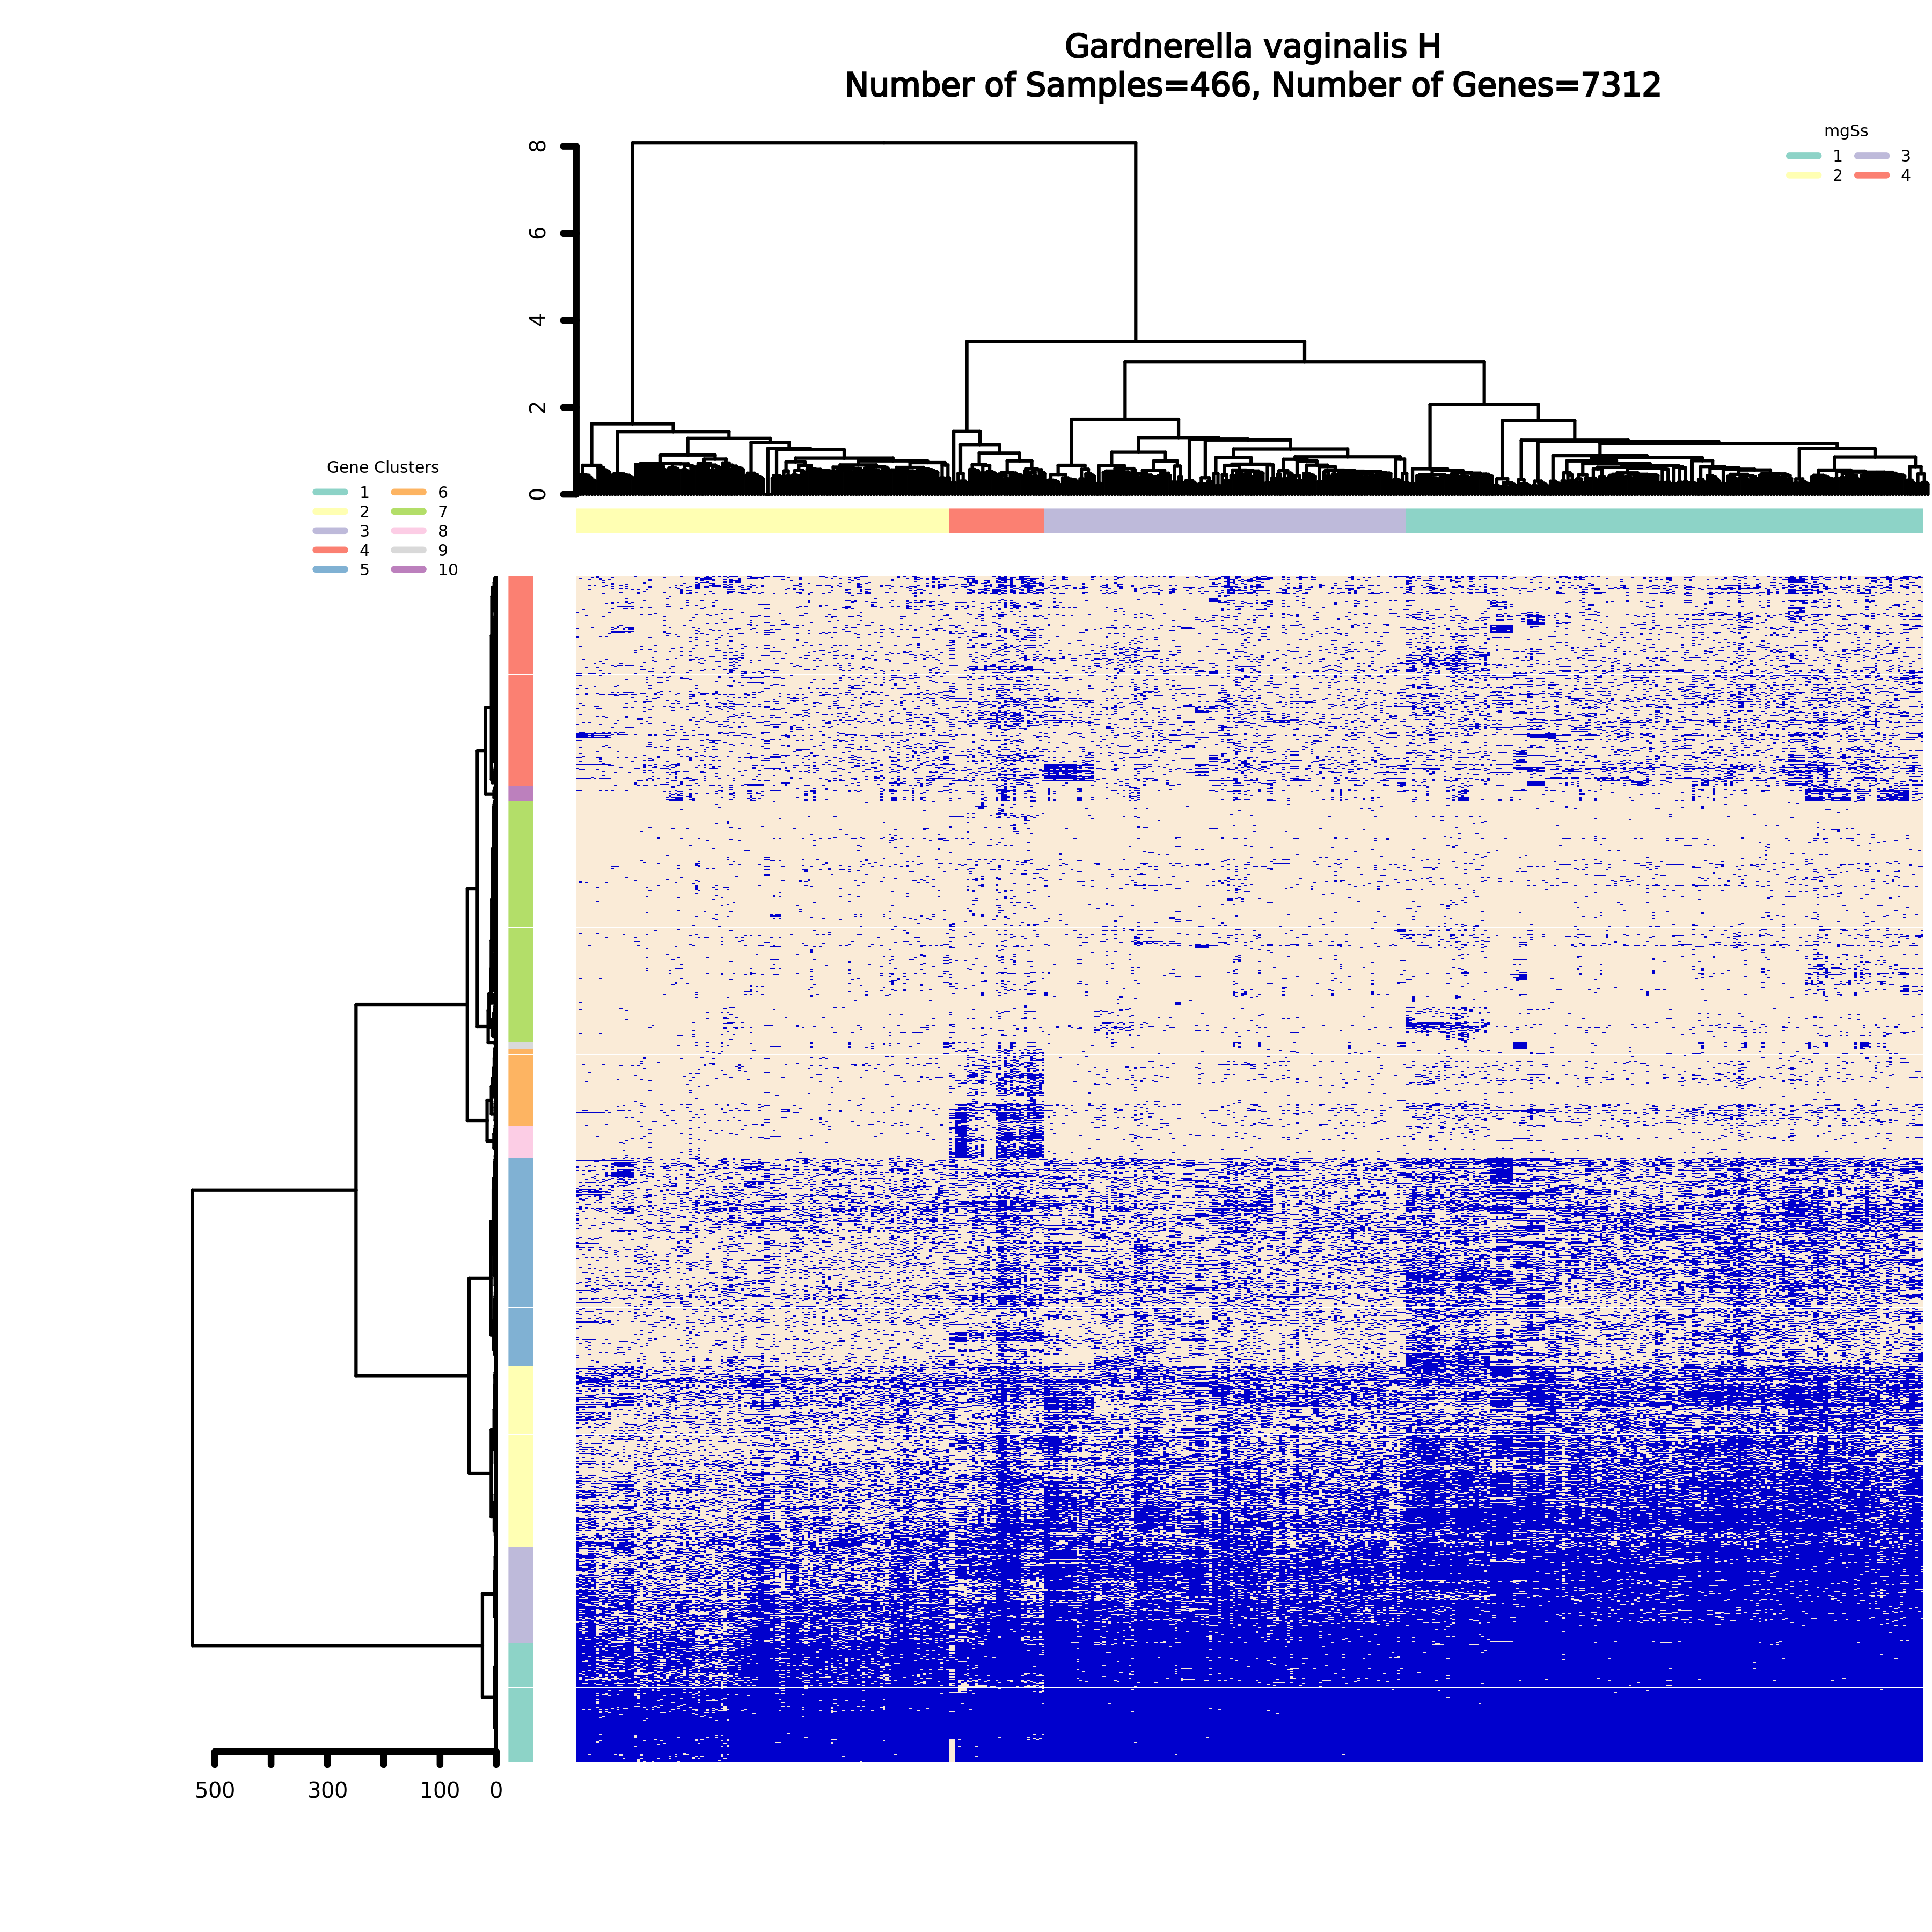 Gardnerella vaginalis H
Number of Samples=466, Number of Genes=7312
mgSs
1 3
2 4
8
6
4
2
0
Gene Clusters
1 6
2 7
3 8
4 9
5 10
500 300 100 0